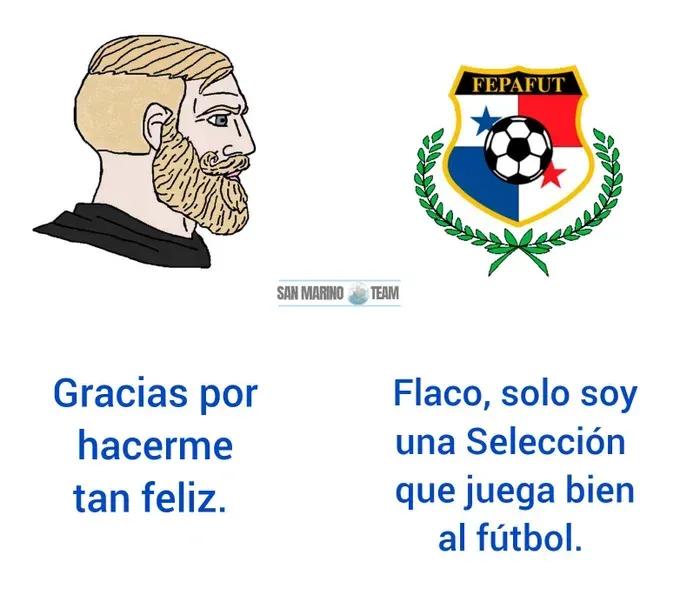 FEPAFUT
SAN MARINO TEAM
Gracias por
hacerme
tan feliz.
Flaco, solo soy
una Selección
que juega bien
al fútbol.